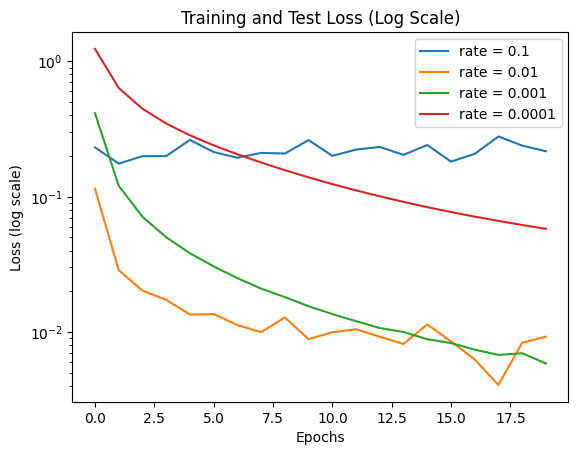 Training and Test Loss (Log Scale)
rate = 0.1
rate = 0.01
rate = 0.001
rate = 0.0001
Loss (log scale)
10⁰
10⁻¹
10⁻²
0.0 2.5 5.0 7.5 10.0 12.5 15.0 17.5
Epochs